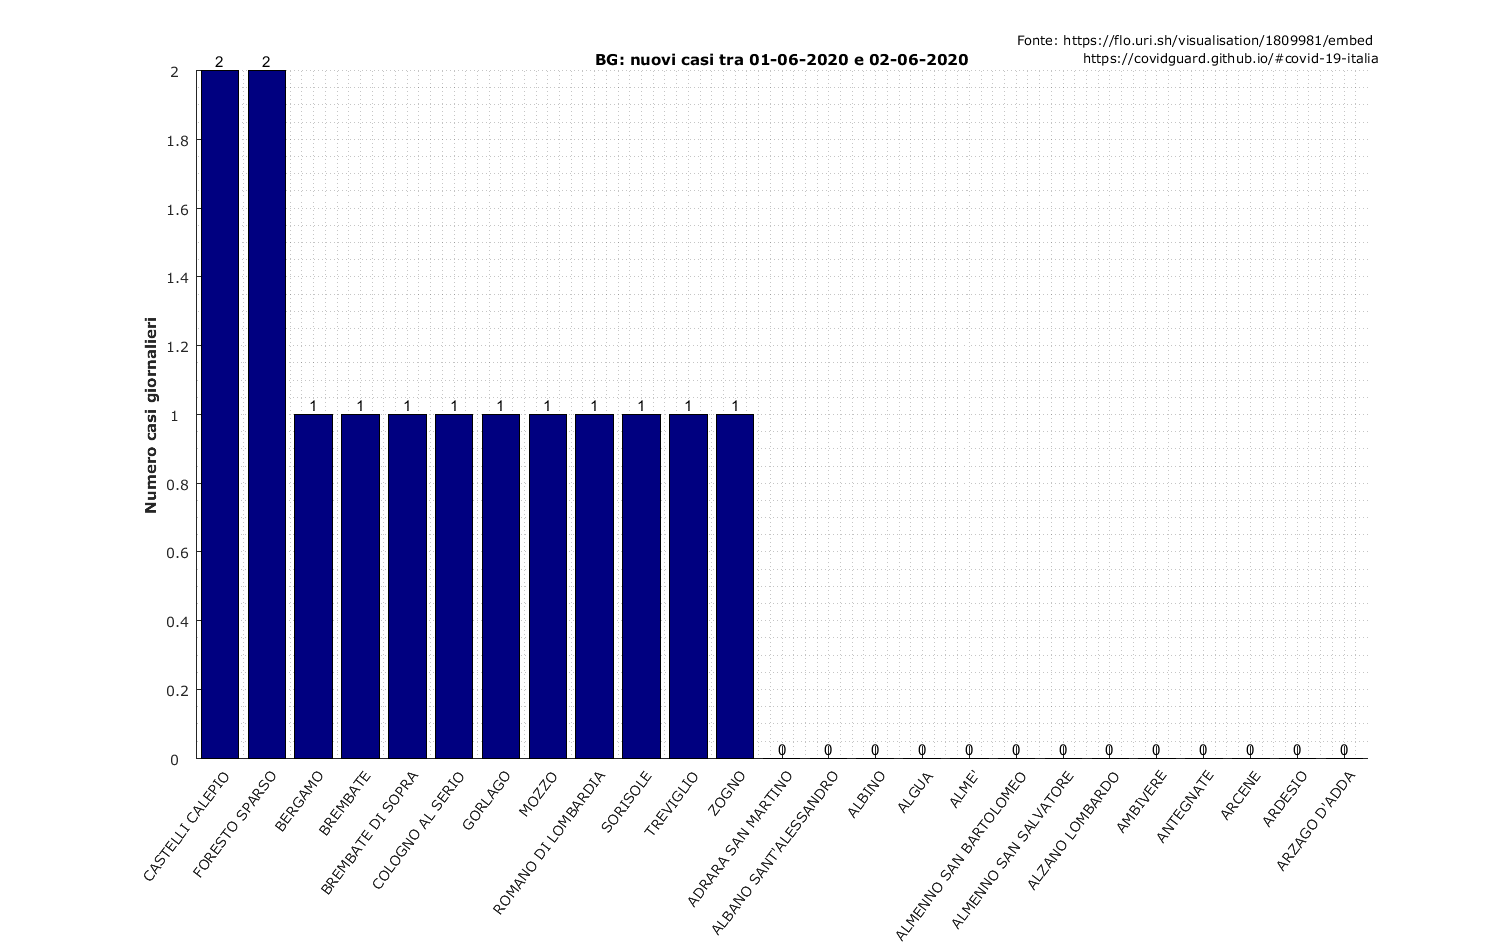 Fonte: https://flo.uri.sh/visualisation/1809981/embed
https://covidguard.github.io/#covid-19-italia
BG: nuovi casi tra 01-06-2020 e 02-06-2020
Numero casi giornalieri
2
1.8
1.6
1.4
1.2
1
0.8
0.6
0.4
0.2
0
2
2
1
1
1
1
1
1
1
1
1
1
0
0
0
0
0
0
0
0
0
0
0
0
0
CASTELLI CALEPIO
FORESTO SPARSO
BERGAMO
BREMBATE
BREMBATE DI SOPRA
COLOGNO AL SERIO
GORLAGO
MOZZO
ROMANO DI LOMBARDIA
SORISOLE
TREVIGLIO
ZOGNO
ADRARA SAN MARTINO
ALBANO SANT'ALESSANDRO
ALBINO
ALGUA
ALME'
ALMENNO SAN BARTOLOMEO
ALMENNO SAN SALVATORE
ALZANO LOMBARDO
AMBIVERE
ANTEGNATE
ARCENE
ARDESIO
ARZAGO D'ADDA